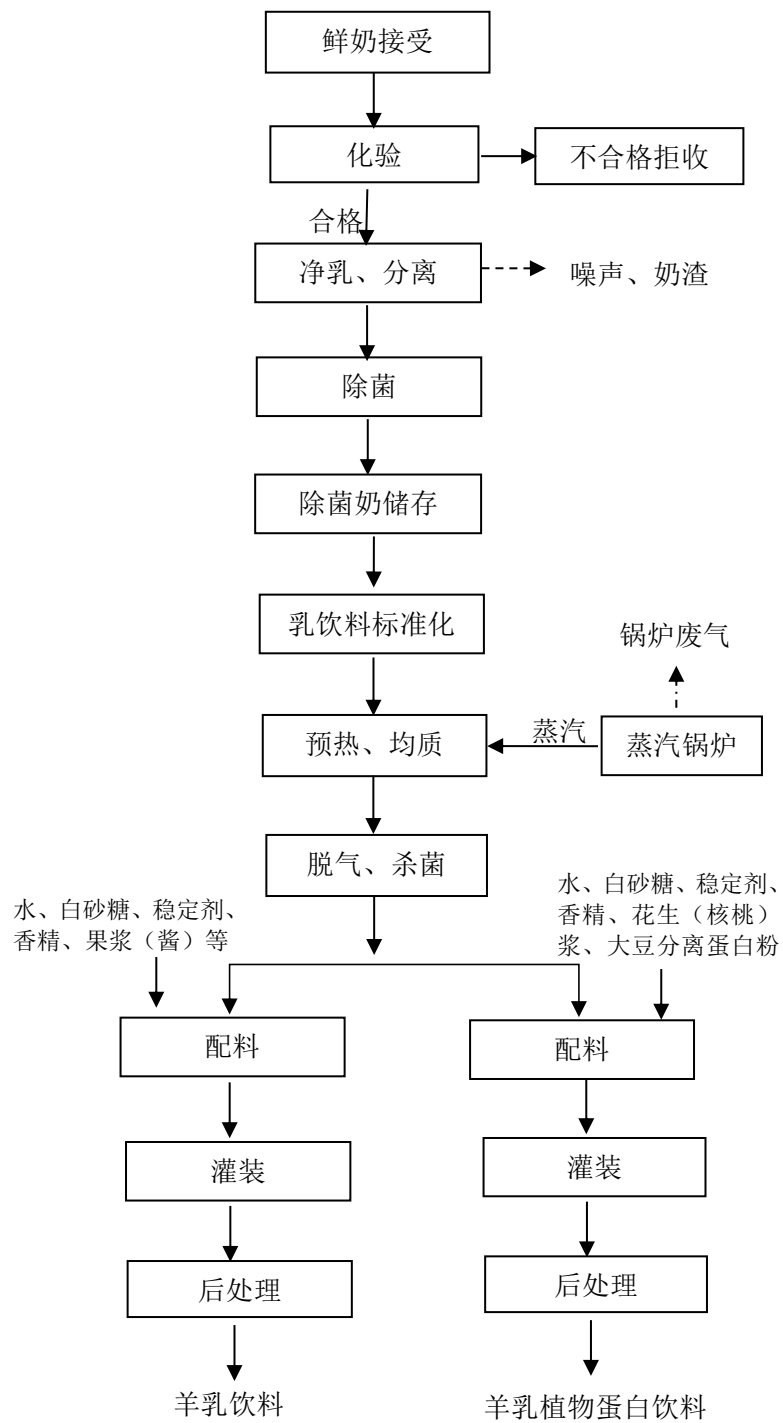 鲜奶接受
化验
不合格拒收
合格
净乳、分离
噪声、奶渣
除菌
除菌奶储存
乳饮料标准化
锅炉废气
预热、均质
蒸汽
蒸汽锅炉
脱气、杀菌
水、白砂糖、稳定剂、
香精、果浆（酱）等
水、白砂糖、稳定剂、
香精、花生（核桃）
浆、大豆分离蛋白粉
配料
配料
灌装
灌装
后处理
后处理
羊乳饮料
羊乳植物蛋白饮料